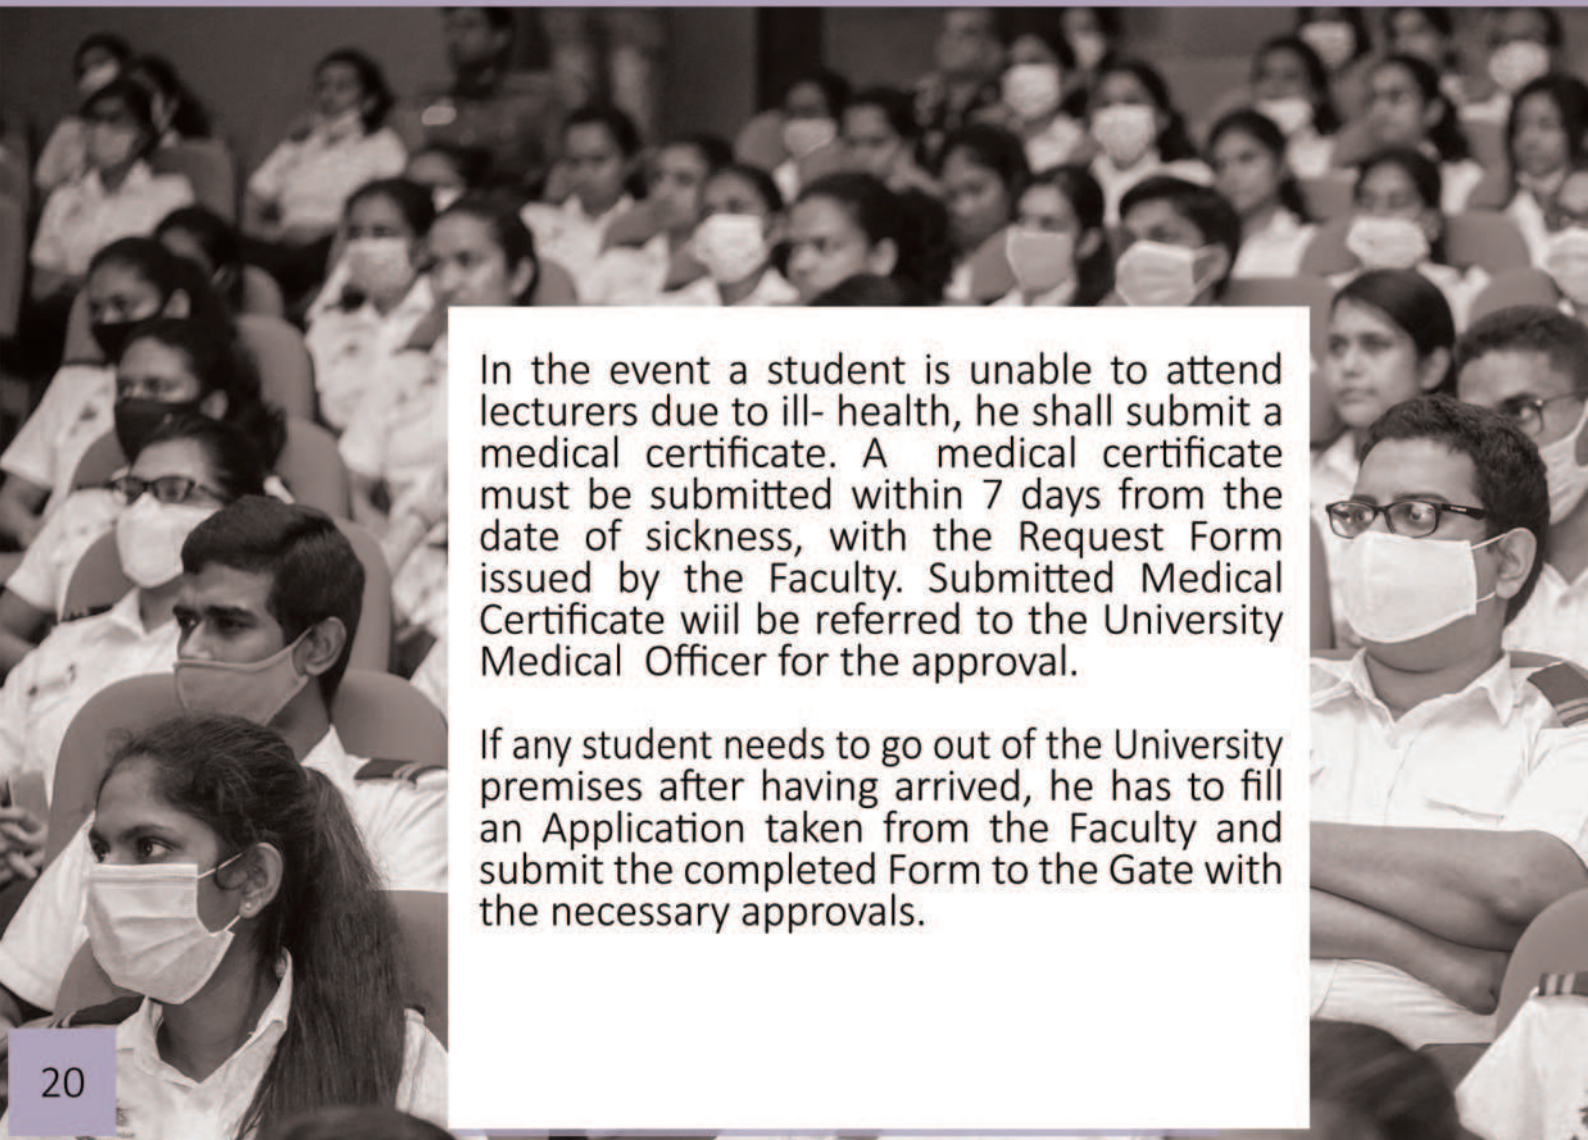 In the event a student is unable to attend
lecturers due to ill- health, he shall submit a
medical certificate. A medical certificate
must be submitted within 7 days from the
date of sickness, with the Request Form
issued by the Faculty. Submitted Medical
Certificate wiil be referred to the University
Medical Officer for the approval.
If any student needs to go out of the University
premises after having arrived, he has to fill
an Application taken from the Faculty and
submit the completed Form to the Gate with
the necessary approvals.
20